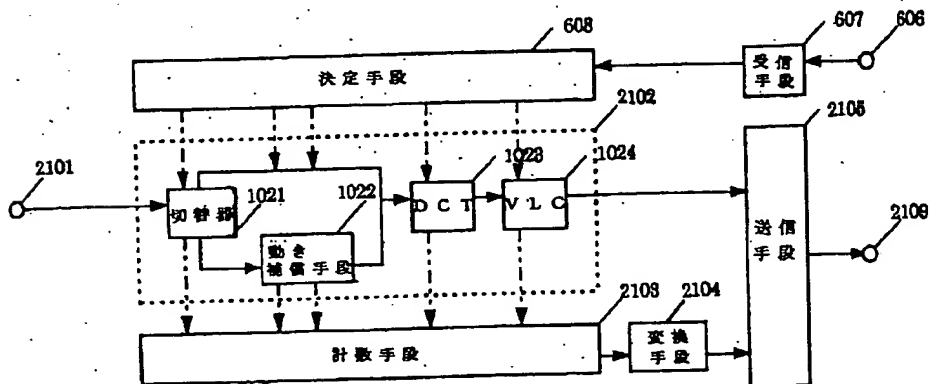 608
607
606
決定手段
受信
手段
2102
2105
2101
1021
1022
1023
1024
切替器
DCT
VLC
動き
補償手段
送信
手段
2109
2103
2104
計数手段
変換
手段